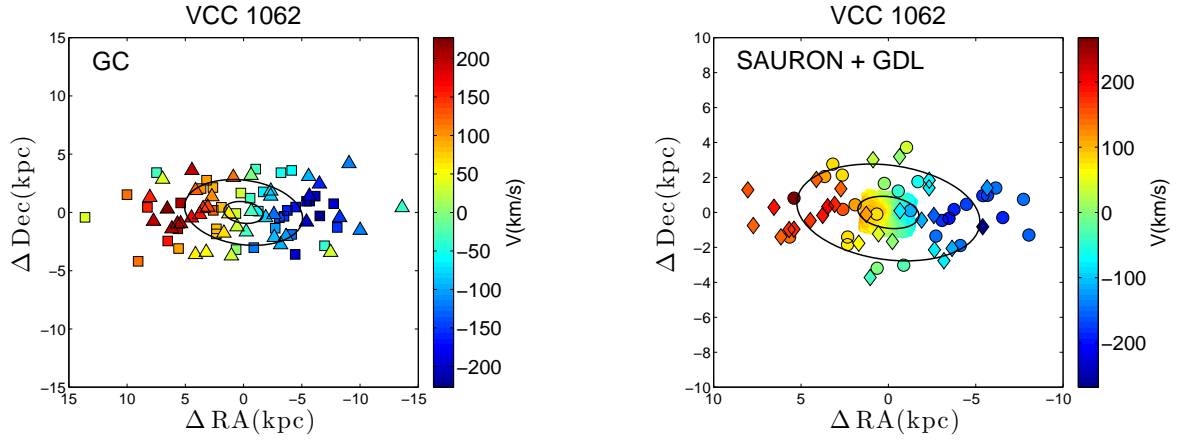 VCC 1062
GC
15
10
5
0
−5
−10
−15
15 10 5 0 −5 −10 −15
Δ Dec(kpc)
Δ RA(kpc)
200
150
100
50
0
−50
−100
−150
−200
V(km/s)
VCC 1062
SAURON + GDL
10
8
6
4
2
0
−2
−4
−6
−8
−10
10 5 0 −5 −10
Δ Dec(kpc)
Δ RA(kpc)
200
100
0
−100
−200
V(km/s)